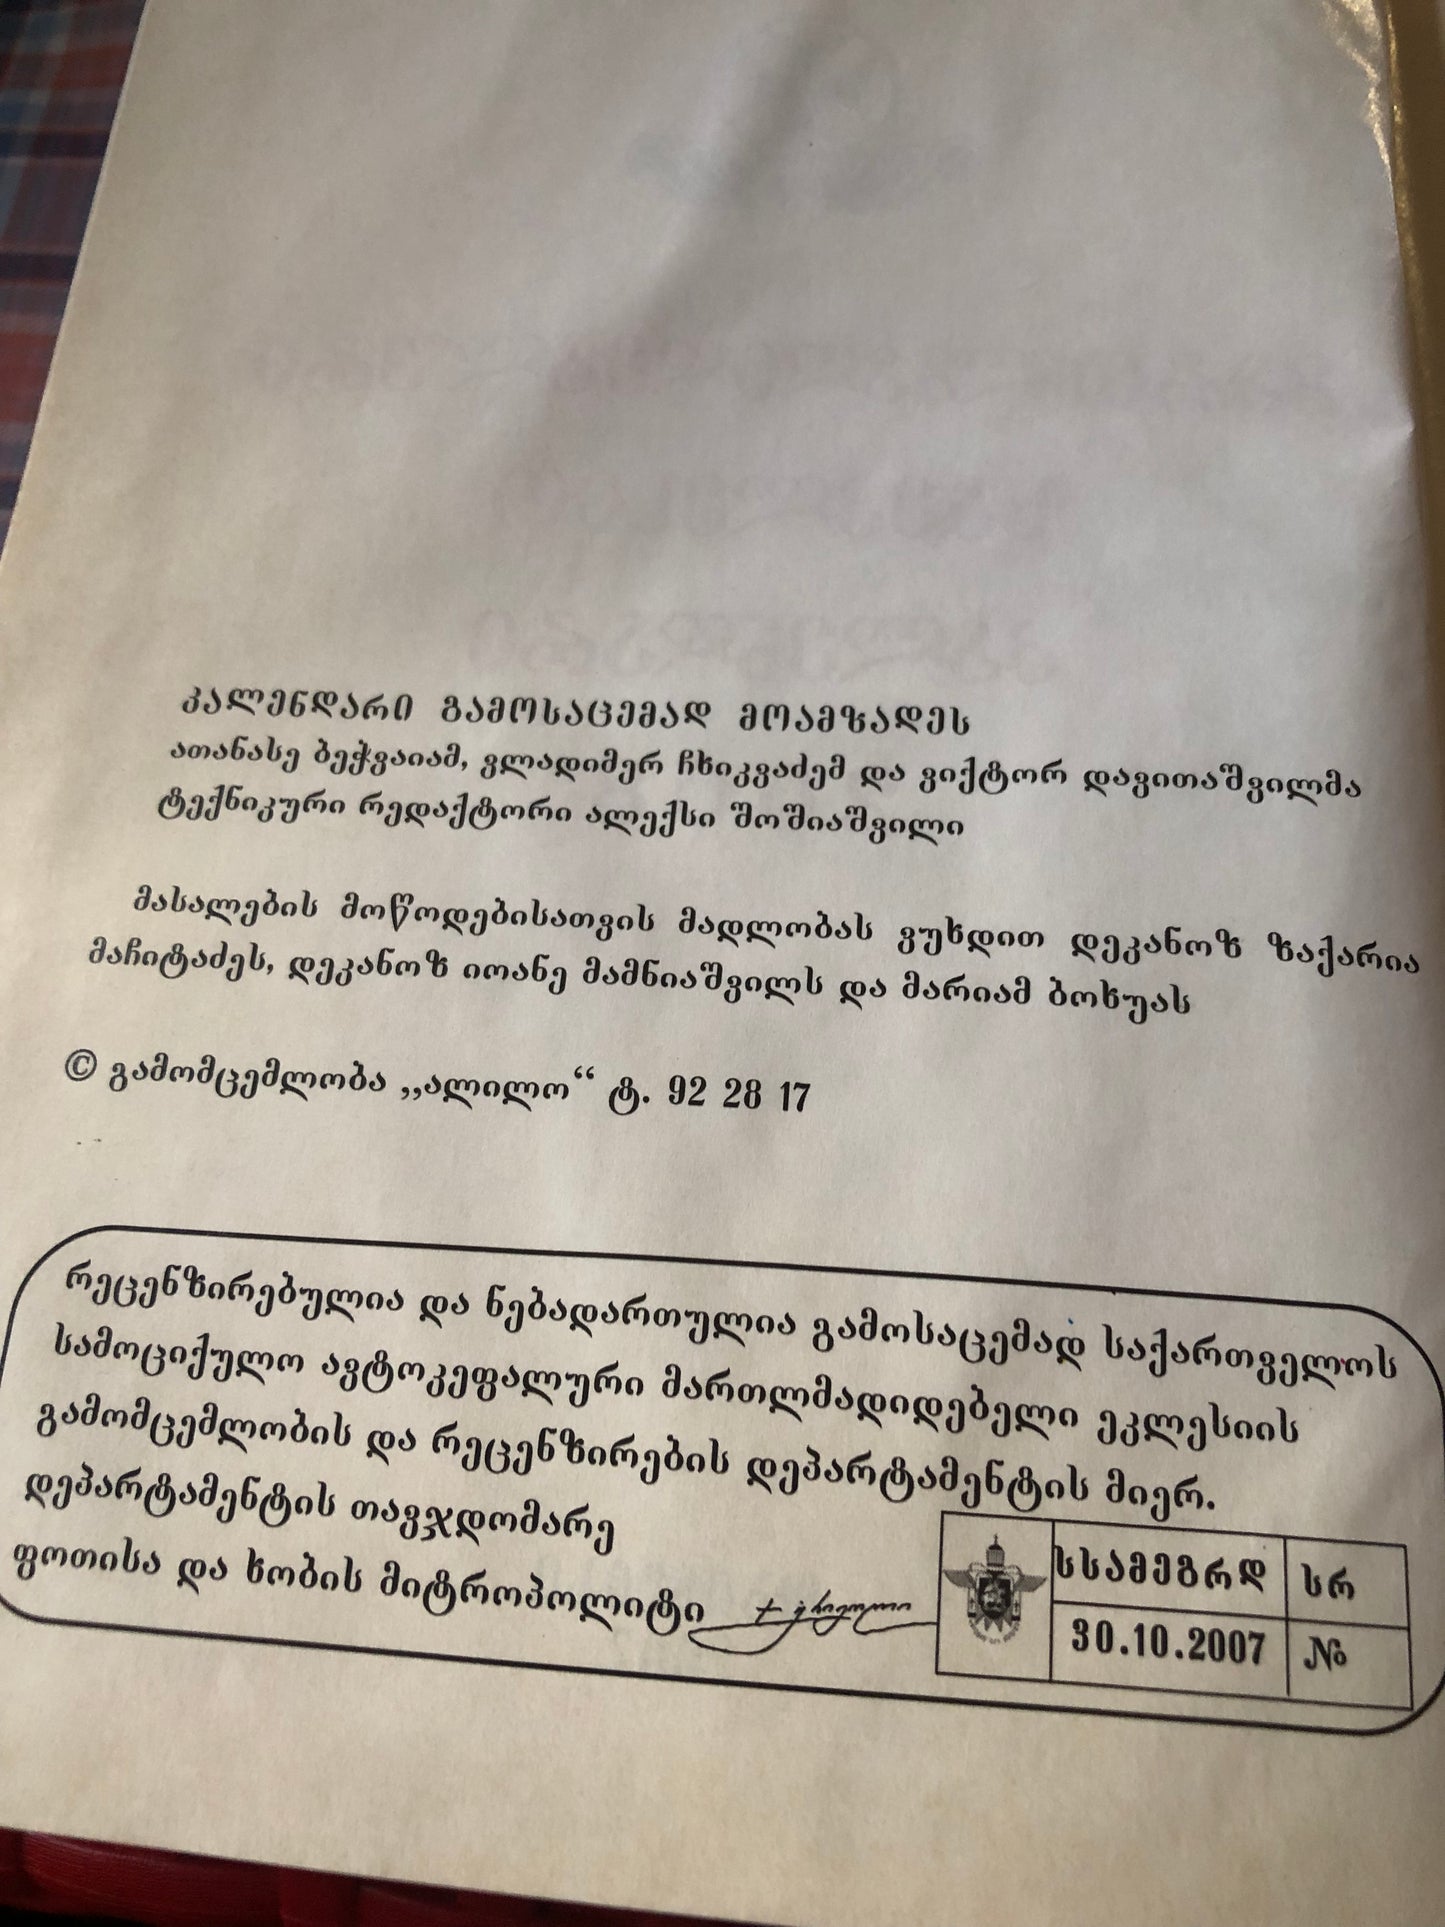 კალენდარი გამოსაცემად მოამზადეს
ათანასე ბეჭვაიამ, ვლადიმერ ჩხიკვაძემ და ვიქტორ დავითაშვილმა
ტექნიკური რედაქტორი ალექსი შოშიაშვილი
მასალების მოწოდებისათვის მადლობას ვუხდით დეკანოზ ზაქარია
მაჩიტაძეს, დეკანოზ იოანე მამნიაშვილს და მარიამ ბოხუას
© გამომცემლობა „ალილო“ ტ. 92 28 17
რეცენზირებულია და ნებადართულია გამოსაცემად საქართველოს
სამოციქულო ავტოკეფალური მართლმადიდებელი ეკლესიის
გამომცემლობის და რეცენზირების დეპარტამენტის მიერ.
დეპარტამენტის თავჯდომარე
ფოთისა და ხობის მიტროპოლიტი
სსამეგრდ სრ
30.10.2007 №